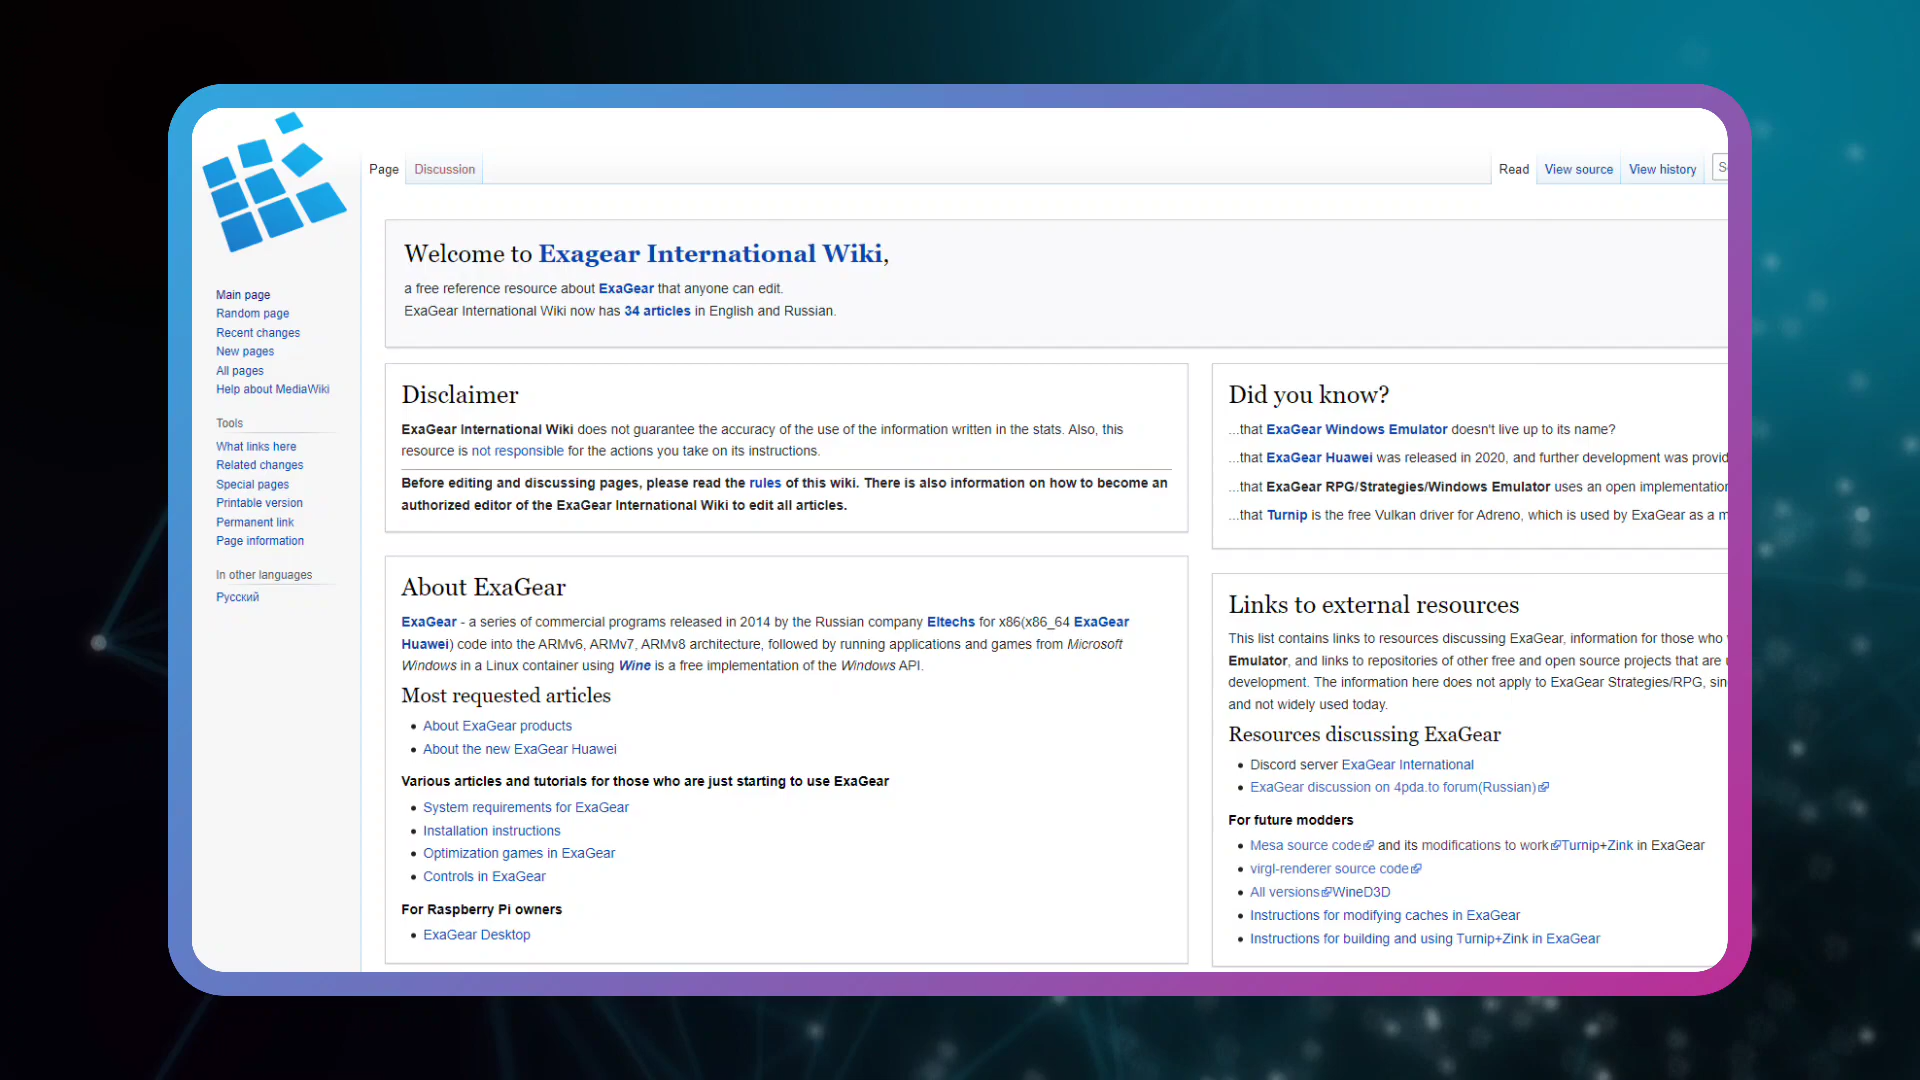 Page
Discussion
Read
View source
View history
Main page
Random page
Recent changes
New pages
All pages
Help about MediaWiki
Tools
What links here
Related changes
Special pages
Printable version
Permanent link
Page information
In other languages
Русский
Welcome to Exagear International Wiki,
a free reference resource about ExaGear that anyone can edit.
ExaGear International Wiki now has 34 articles in English and Russian.
Disclaimer
ExaGear International Wiki does not guarantee the accuracy of the use of the information written in the stats. Also, this
resource is not responsible for the actions you take on its instructions.
Before editing and discussing pages, please read the rules of this wiki. There is also information on how to become an
authorized editor of the ExaGear International Wiki to edit all articles.
About ExaGear
ExaGear - a series of commercial programs released in 2014 by the Russian company Eltechs for x86(x86_64 ExaGear
Huawei) code into the ARMv6, ARMv7, ARMv8 architecture, followed by running applications and games from Microsoft
Windows in a Linux container using Wine is a free implementation of the Windows API.
Most requested articles
About ExaGear products
About the new ExaGear Huawei
Various articles and tutorials for those who are just starting to use ExaGear
System requirements for ExaGear
Installation instructions
Optimization games in ExaGear
Controls in ExaGear
For Raspberry Pi owners
ExaGear Desktop
Did you know?
...that ExaGear Windows Emulator doesn't live up to its name?
...that ExaGear Huawei was released in 2020, and further development was
...that ExaGear RPG/Strategies/Windows Emulator uses an open
...that Turnip is the free Vulkan driver for Adreno, which is used by ExaGear as a
Links to external resources
This list contains links to resources discussing ExaGear, information for those who
Emulator, and links to repositories of other free and open source projects that are
development. The information here does not apply to ExaGear Strategies/RPG,
and not widely used today.
Resources discussing ExaGear
Discord server ExaGear International
ExaGear discussion on 4pda.to forum(Russian)
For future modders
Mesa source code and its modifications to work Turnip+Zink in ExaGear
virgl-renderer source code
All versions WineD3D
Instructions for modifying caches in ExaGear
Instructions for building and using Turnip+Zink in ExaGear